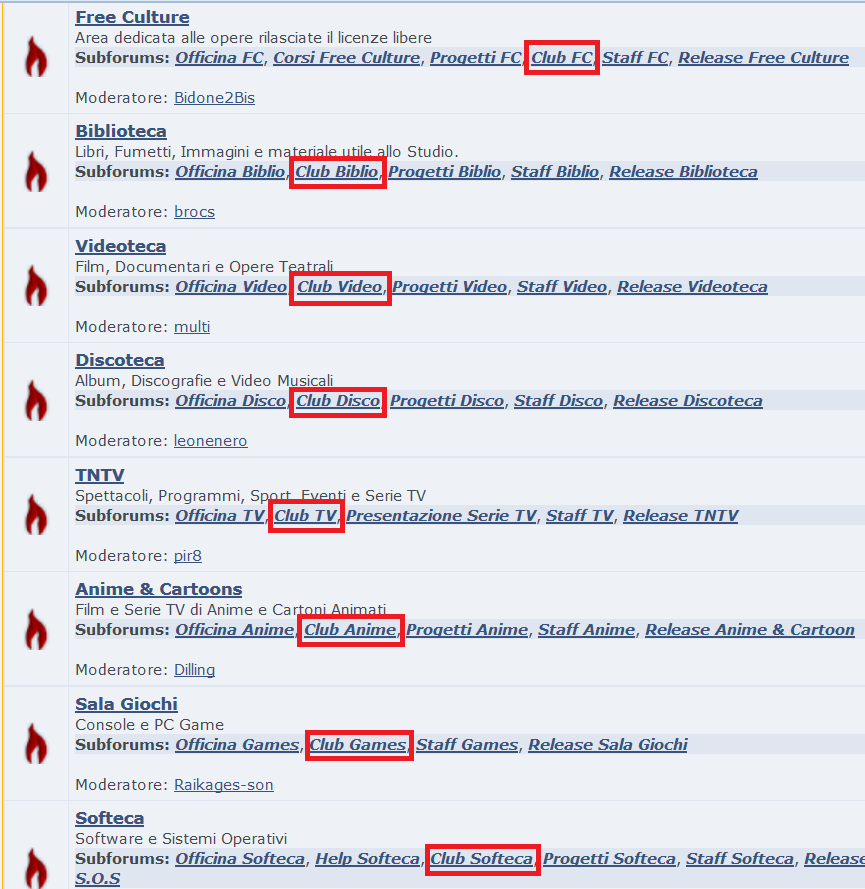 Free Culture
Area dedicata alle opere rilasciate il licenze libere
Subforums: Officina FC, Corsi Free Culture, Progetti FC, Club FC, Staff FC, Release Free Culture
Moderatore: Bidone2Bis
Biblioteca
Libri, Fumetti, Immagini e materiale utile allo Studio.
Subforums: Officina Biblio, Club Biblio, Progetti Biblio, Staff Biblio, Release Biblioteca
Moderatore: brocs
Videoteca
Film, Documentari e Opere Teatrali
Subforums: Officina Video, Club Video, Progetti Video, Staff Video, Release Videoteca
Moderatore: multi
Discoteca
Album, Discografie e Video Musicali
Subforums: Officina Disco, Club Disco, Progetti Disco, Staff Disco, Release Discoteca
Moderatore: leonenero
TNTV
Spettacoli, Programmi, Sport, Eventi e Serie TV
Subforums: Officina TV, Club TV, Presentazione Serie TV, Staff TV, Release TNTV
Moderatore: pir8
Anime & Cartoons
Film e Serie TV di Anime e Cartoni Animati
Subforums: Officina Anime, Club Anime, Progetti Anime, Staff Anime, Release Anime & Cartoon
Moderatore: Dilling
Sala Giochi
Console e PC Game
Subforums: Officina Games, Club Games, Staff Games, Release Sala Giochi
Moderatore: Raikages-son
Softeca
Software e Sistemi Operativi
Subforums: Officina Softeca, Help Softeca, Club Softeca, Progetti Softeca, Staff Softeca, Release
S.O.S